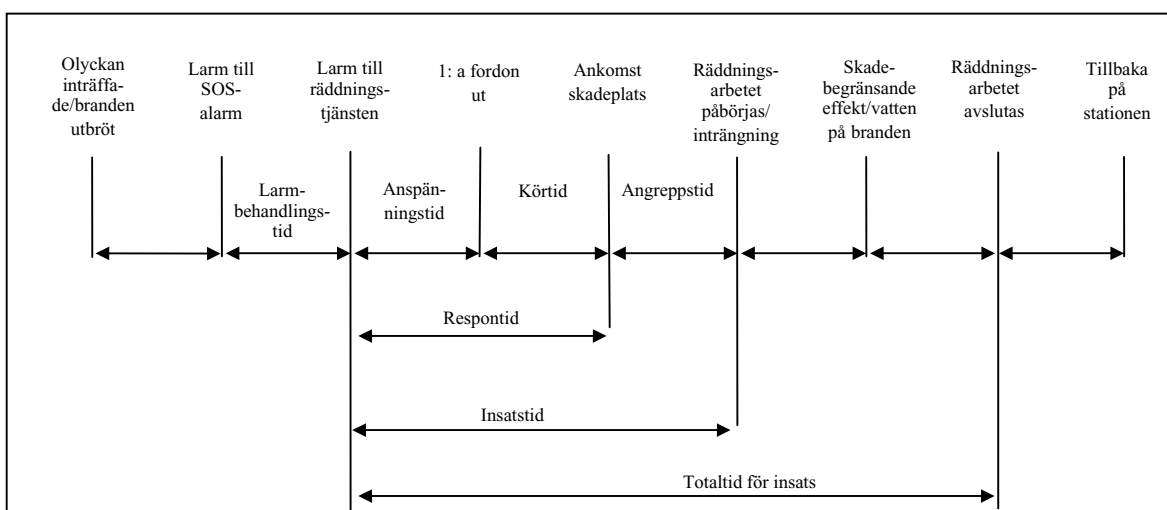 Olyckan
inträffa-
de/branden
utbröt
Larm till
SOS-
alarm
Larm till
räddnings-
tjänsten
1: a fordon
ut
Ankomst
skadeplats
Räddnings-
arbetet
påbörjas/
inträngning
Skade-
begränsande
effekt/vatten
på branden
Räddnings-
arbetet
avslutas
Tillbaka
på
stationen
Larm-
behandlings-
tid
Anspän-
ningstid
Körtid
Angreppstid
Respontid
Insatstid
Totaltid för insats